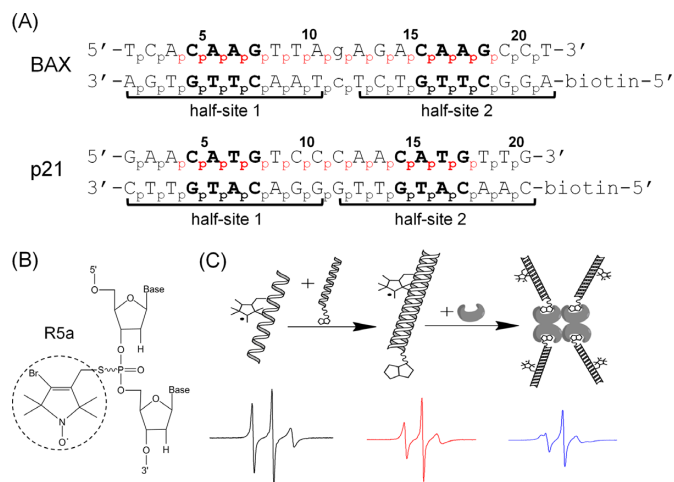 (A)
5 10 15 20
BAX
5′-TpCpApCpApApGpTpTpApgpApGpApCpApApGpCpCpT-3′
3′-ApGpTpGpTpTpCpApApTpcpTpCpTpGpTpTpCpGpGpA-biotin-5′
half-site 1 half-site 2
5 10 15 20
p21
5′-GpApApCpApTpGpTpCpCpCpApApCpApTpGpTpTpG-3′
3′-CpTpTpGpTpApCpApGpGpGpTpTpGpTpApCpApApC-biotin-5′
half-site 1 half-site 2
(B)
R5a
5′
O
O
Base
O H
Br S P O
O
O
Base
N
O•
O H
3′
(C)
+
+